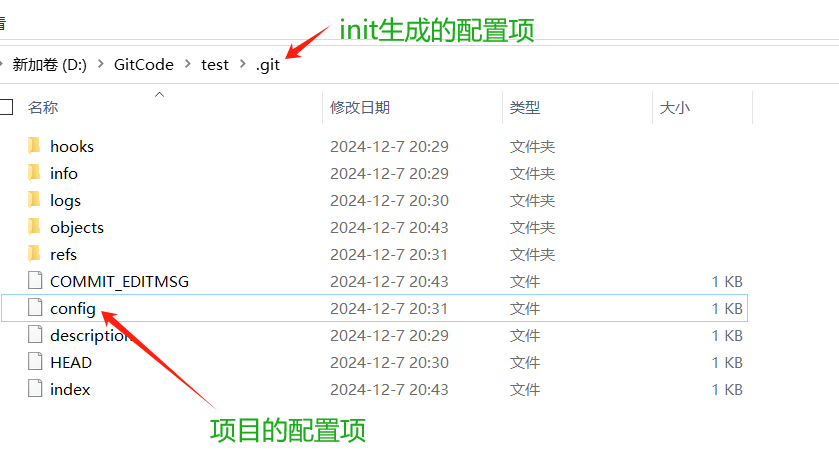 看
init生成的配置项
新加卷 (D:) > GitCode > test > .git
名称 修改日期 类型 大小
hooks 2024-12-7 20:29 文件夹
info 2024-12-7 20:29 文件夹
logs 2024-12-7 20:30 文件夹
objects 2024-12-7 20:43 文件夹
refs 2024-12-7 20:31 文件夹
COMMIT_EDITMSG 2024-12-7 20:43 文件 1 KB
config 2024-12-7 20:31 文件 1 KB
description 2024-12-7 20:29 文件 1 KB
HEAD 2024-12-7 20:30 文件 1 KB
index 2024-12-7 20:43 文件 1 KB
项目的配置项